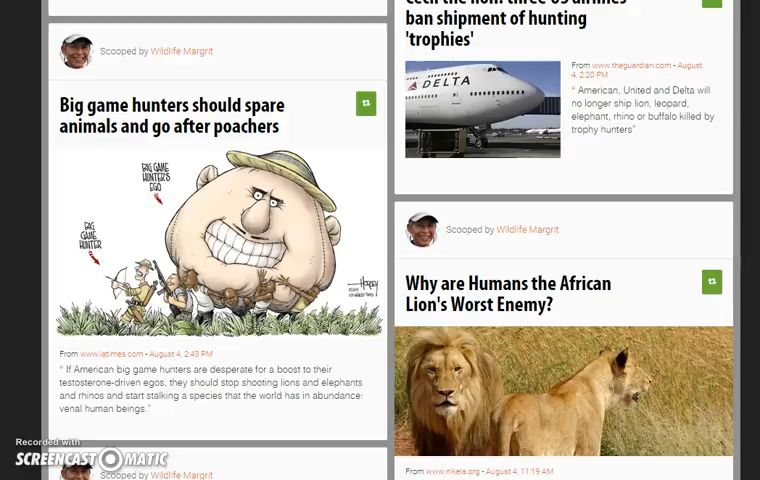 Scooped by Wildlife Margrit
Big game hunters should spare
animals and go after poachers
BIG GAME
HUNTER'S
EGO
BIG
GAME
HUNTER
HORSEY
From www.latimes.com - August 4, 2:43 PM
“ If American big game hunters are desperate for a boost to their
testosterone-driven egos, they should stop shooting lions and elephants
and rhinos and start stalking a species that the world has in abundance:
venal human beings.”
Scooped by Wildlife Margrit
ban shipment of hunting
'trophies'
DELTA
From www.theguardian.com - August
4, 2:20 PM
“ American, United and Delta will
no longer ship lion, leopard,
elephant, rhino or buffalo killed by
trophy hunters”
Scooped by Wildlife Margrit
Why are Humans the African
Lion's Worst Enemy?
From www.nikela.org - August 4, 11:19 AM
Recorded with
SCREENCAST-O-MATIC